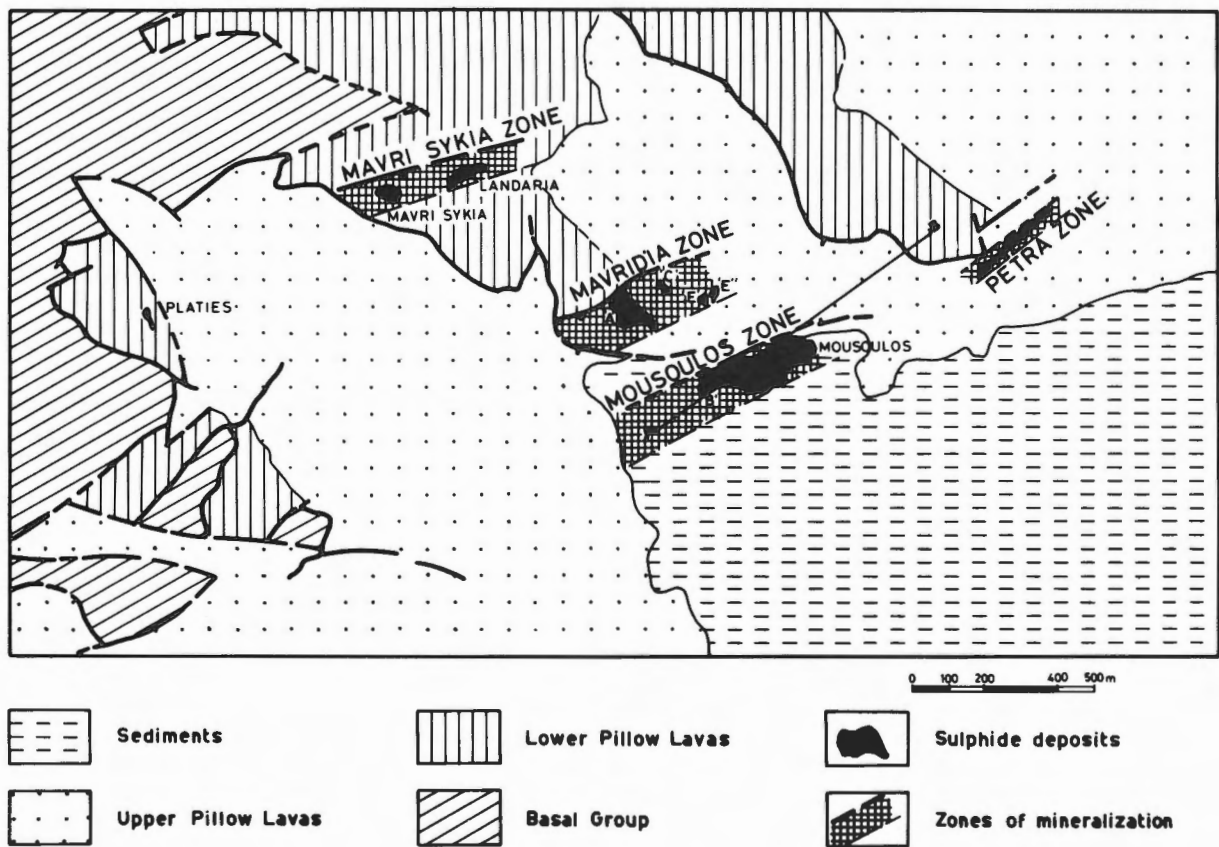 MAVRI SYKIA ZONE
LANDARIA
MAVRI SYKIA
MAVRIDIA ZONE
A
C
E'
E''
PLATIES
PETRA ZONE
B
MOUSOULOS ZONE
MOUSOULOS
0 100 200 400 500 m
Sediments
Lower Pillow Lavas
Sulphide deposits
Upper Pillow Lavas
Basal Group
Zones of mineralization